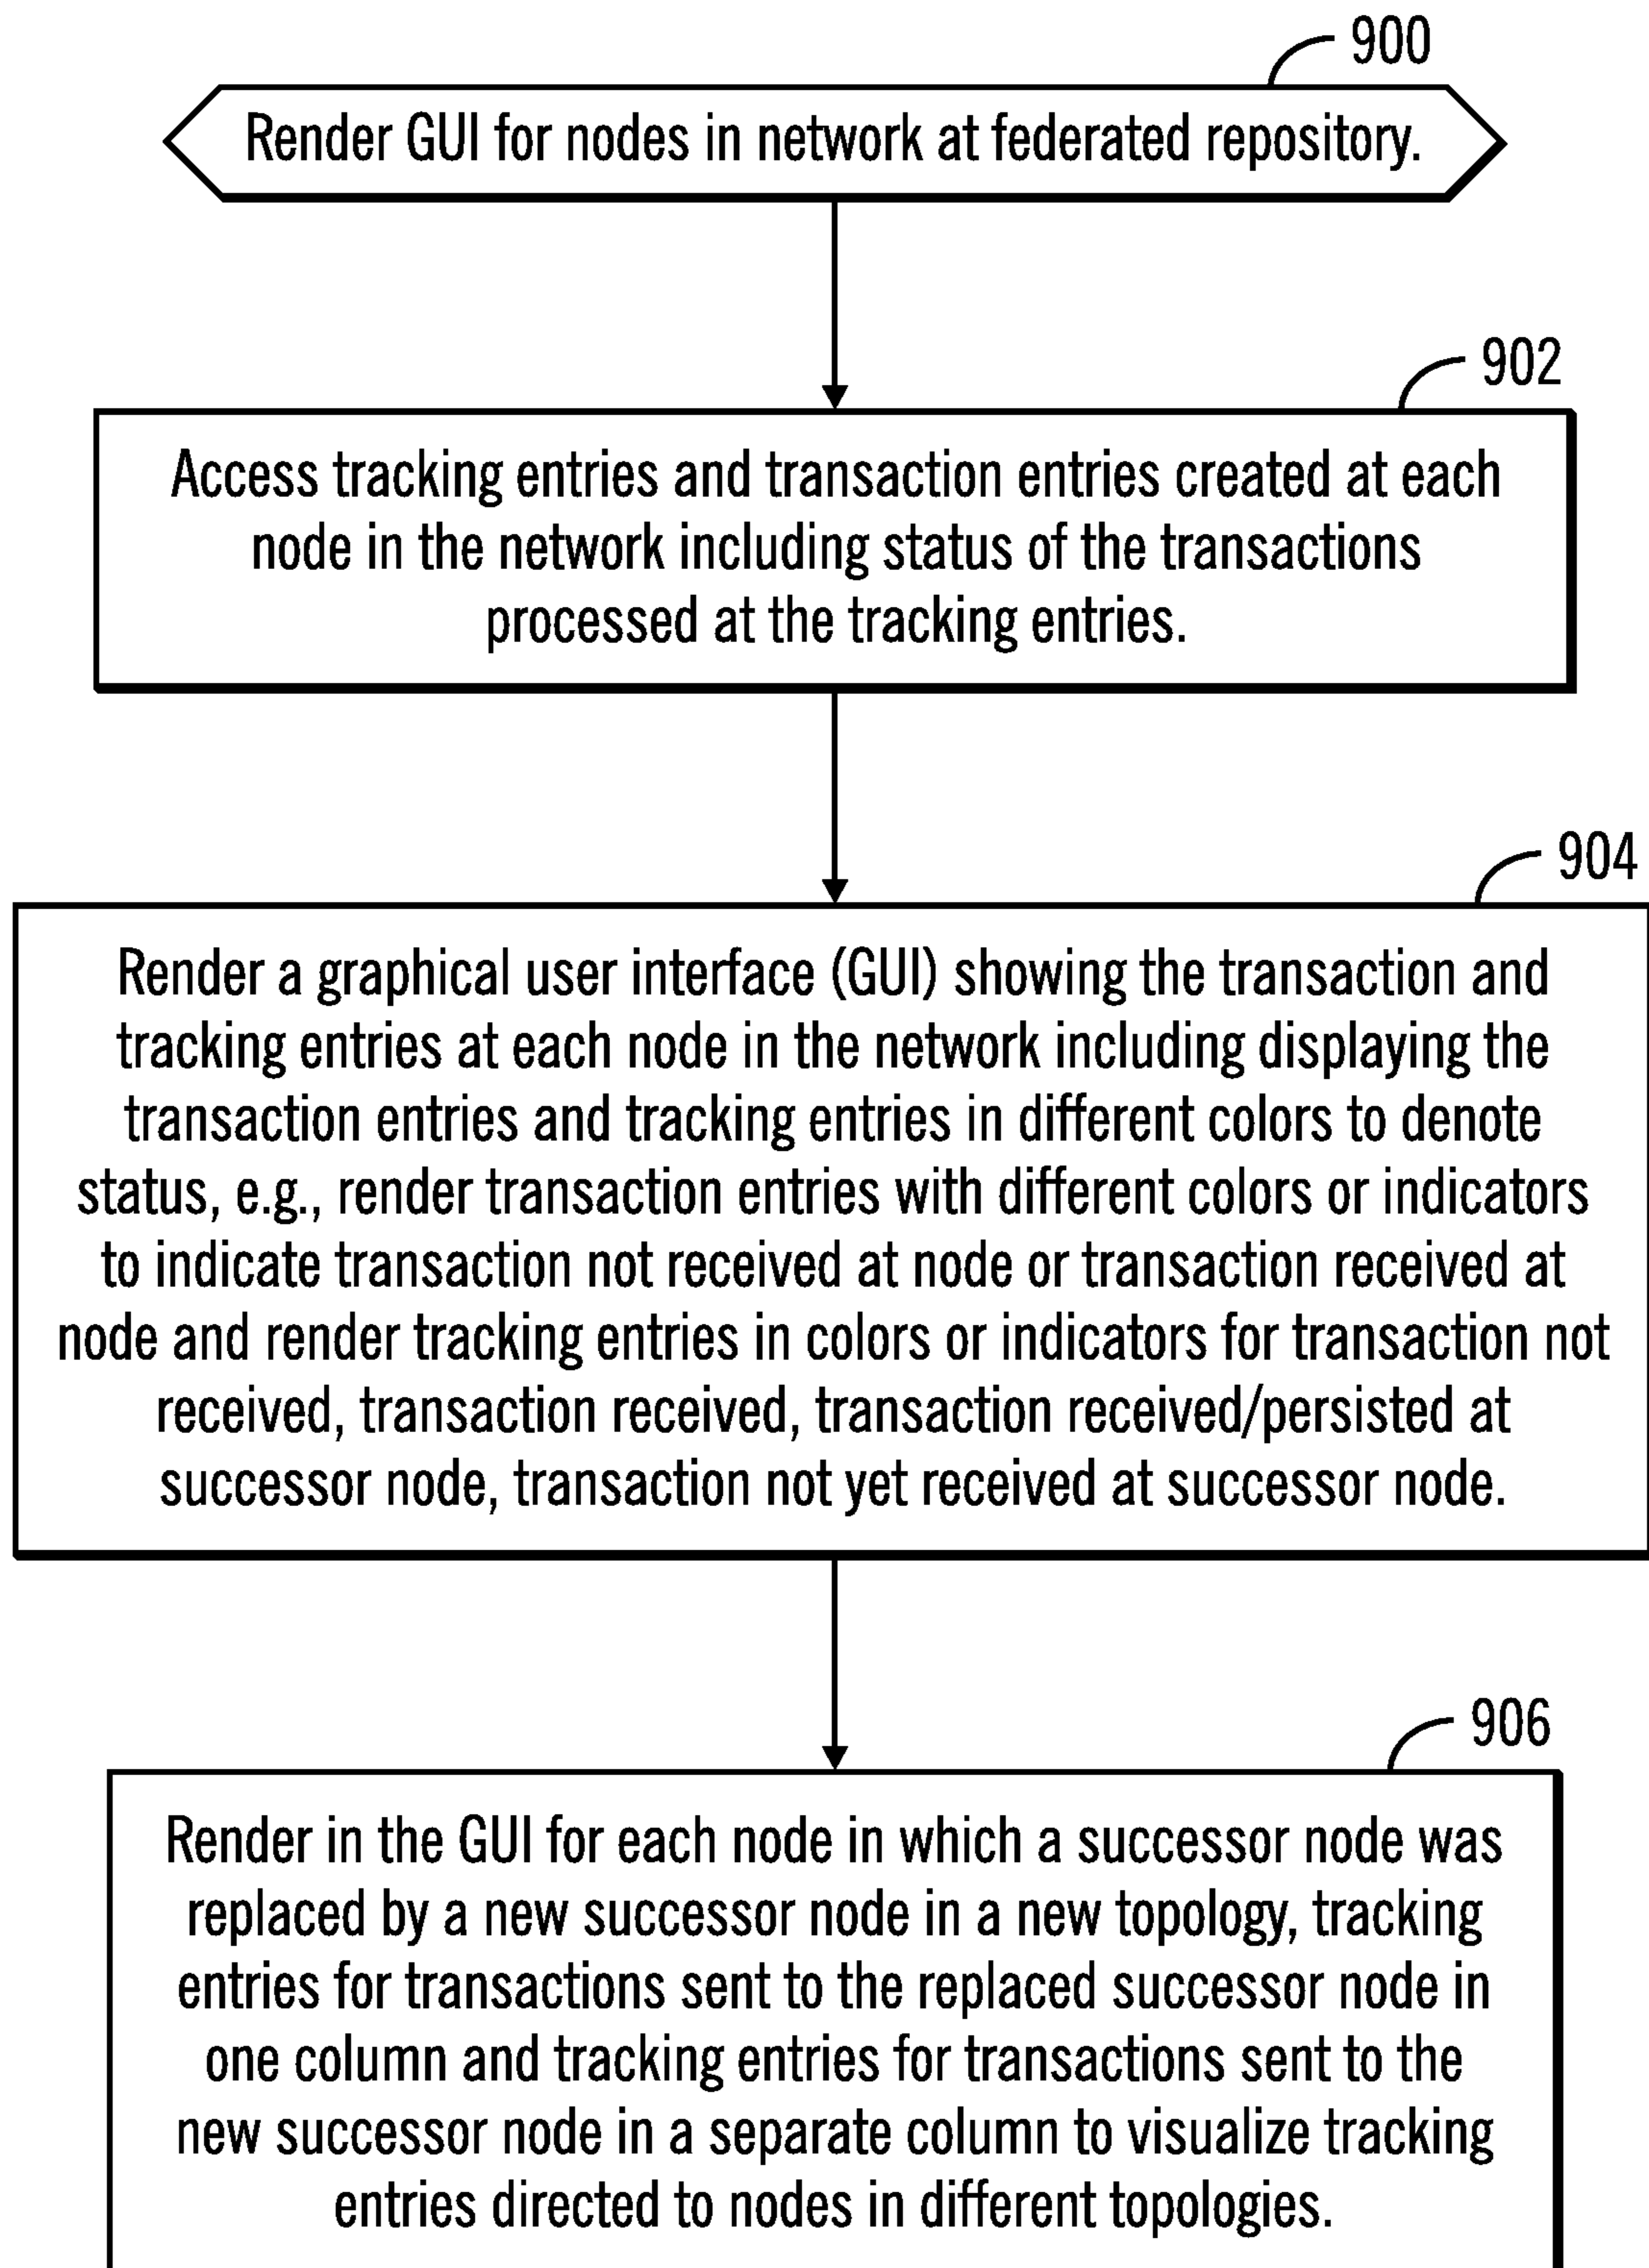 900
Render GUI for nodes in network at federated repository.
902
Access tracking entries and transaction entries created at each
node in the network including status of the transactions
processed at the tracking entries.
904
Render a graphical user interface (GUI) showing the transaction and
tracking entries at each node in the network including displaying the
transaction entries and tracking entries in different colors to denote
status, e.g., render transaction entries with different colors or indicators
to indicate transaction not received at node or transaction received at
node and render tracking entries in colors or indicators for transaction not
received, transaction received, transaction received/persisted at
successor node, transaction not yet received at successor node.
906
Render in the GUI for each node in which a successor node was
replaced by a new successor node in a new topology, tracking
entries for transactions sent to the replaced successor node in
one column and tracking entries for transactions sent to the
new successor node in a separate column to visualize tracking
entries directed to nodes in different topologies.